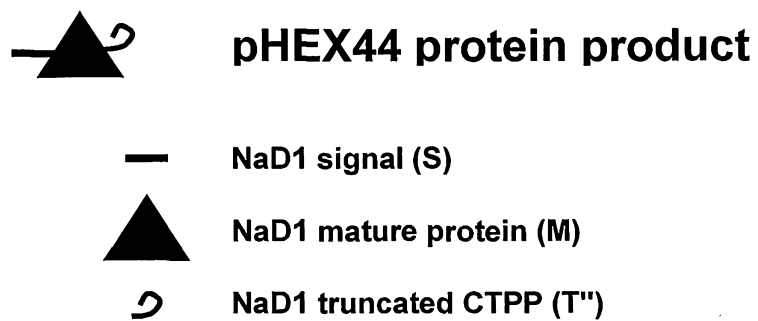 pHEX44 protein product
NaD1 signal (S)
NaD1 mature protein (M)
NaD1 truncated CTPP (T")